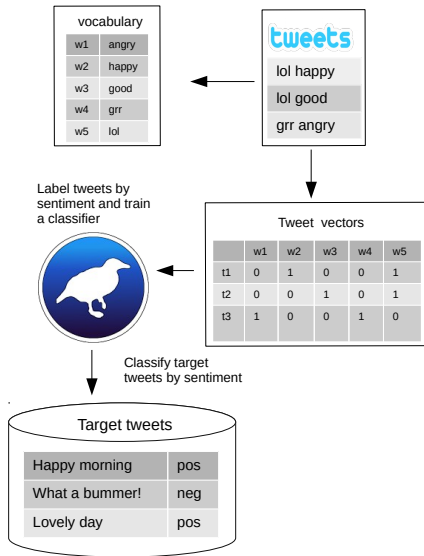 vocabulary
w1 angry
w2 happy
w3 good
w4 grr
w5 lol
tweets
lol happy
lol good
grr angry
Label tweets by
sentiment and train
a classifier
Tweet vectors
w1 w2 w3 w4 w5
t1 0 1 0 0 1
t2 0 0 1 0 1
t3 1 0 0 1 0
Classify target
tweets by sentiment
Target tweets
Happy morning pos
What a bummer! neg
Lovely day pos